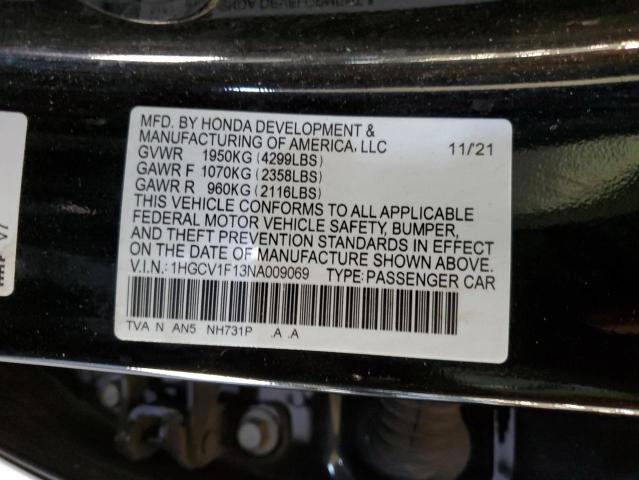 MFD. BY HONDA DEVELOPMENT &
MANUFACTURING OF AMERICA, LLC 11/21
GVWR 1950KG (4299LBS)
GAWR F 1070KG (2358LBS)
GAWR R 960KG (2116LBS)
THIS VEHICLE CONFORMS TO ALL APPLICABLE
FEDERAL MOTOR VEHICLE SAFETY, BUMPER,
AND THEFT PREVENTION STANDARDS IN EFFECT
ON THE DATE OF MANUFACTURE SHOWN ABOVE.
V.I.N.: 1HGCV1F13NA009069 TYPE: PASSENGER CAR
TVA N AN5 NH731P .A .A